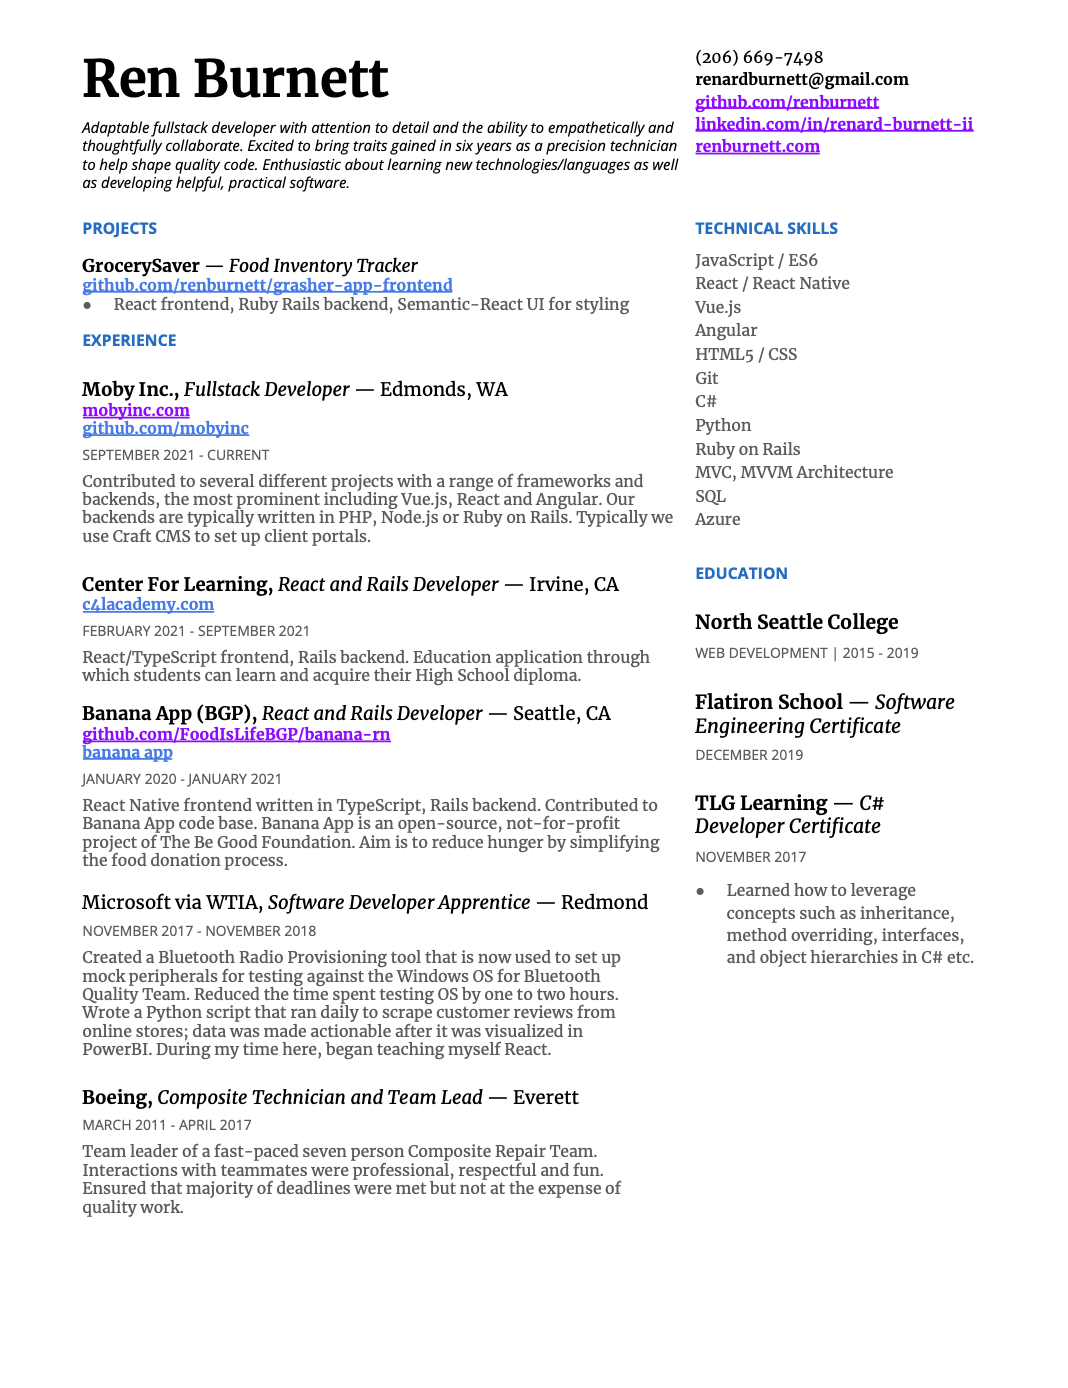 Ren Burnett
Adaptable fullstack developer with attention to detail and the ability to empathetically and
thoughtfully collaborate. Excited to bring traits gained in six years as a precision technician
to help shape quality code. Enthusiastic about learning new technologies/languages as well
as developing helpful, practical software.
(206) 669-7498
renardburnett@gmail.com
github.com/renburnett
linkedin.com/in/renard-burnett-ii
renburnett.com
PROJECTS
GrocerySaver — Food Inventory Tracker
github.com/renburnett/grasher-app-frontend
● React frontend, Ruby Rails backend, Semantic-React UI for styling
EXPERIENCE
Moby Inc., Fullstack Developer — Edmonds, WA
mobyinc.com
github.com/mobyinc
SEPTEMBER 2021 - CURRENT
Contributed to several different projects with a range of frameworks and
backends, the most prominent including Vue.js, React and Angular. Our
backends are typically written in PHP, Node.js or Ruby on Rails. Typically we
use Craft CMS to set up client portals.
Center For Learning, React and Rails Developer — Irvine, CA
c4lacademy.com
FEBRUARY 2021 - SEPTEMBER 2021
React/TypeScript frontend, Rails backend. Education application through
which students can learn and acquire their High School diploma.
Banana App (BGP), React and Rails Developer — Seattle, CA
github.com/FoodIsLifeBGP/banana-rn
banana app
JANUARY 2020 - JANUARY 2021
React Native frontend written in TypeScript, Rails backend. Contributed to
Banana App code base. Banana App is an open-source, not-for-profit
project of The Be Good Foundation. Aim is to reduce hunger by simplifying
the food donation process.
Microsoft via WTIA, Software Developer Apprentice — Redmond
NOVEMBER 2017 - NOVEMBER 2018
Created a Bluetooth Radio Provisioning tool that is now used to set up
mock peripherals for testing against the Windows OS for Bluetooth
Quality Team. Reduced the time spent testing OS by one to two hours.
Wrote a Python script that ran daily to scrape customer reviews from
online stores; data was made actionable after it was visualized in
PowerBI. During my time here, began teaching myself React.
Boeing, Composite Technician and Team Lead — Everett
MARCH 2011 - APRIL 2017
Team leader of a fast-paced seven person Composite Repair Team.
Interactions with teammates were professional, respectful and fun.
Ensured that majority of deadlines were met but not at the expense of
quality work.
TECHNICAL SKILLS
JavaScript / ES6
React / React Native
Vue.js
Angular
HTML5 / CSS
Git
C#
Python
Ruby on Rails
MVC, MVVM Architecture
SQL
Azure
EDUCATION
North Seattle College
WEB DEVELOPMENT | 2015 - 2019
Flatiron School — Software
Engineering Certificate
DECEMBER 2019
TLG Learning — C#
Developer Certificate
NOVEMBER 2017
● Learned how to leverage
concepts such as inheritance,
method overriding, interfaces,
and object hierarchies in C# etc.